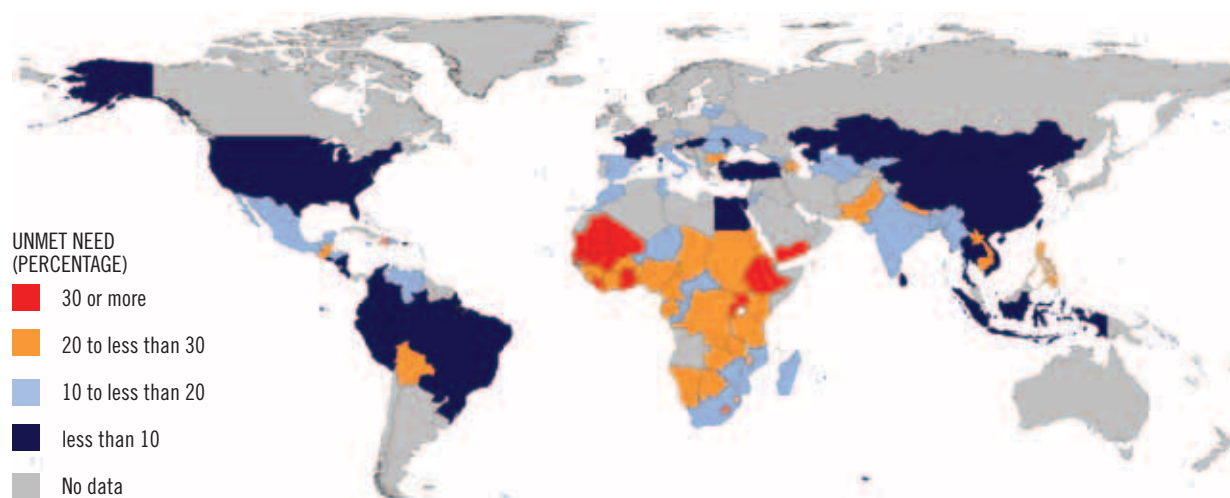 UNMET NEED
(PERCENTAGE)
30 or more
20 to less than 30
10 to less than 20
less than 10
No data